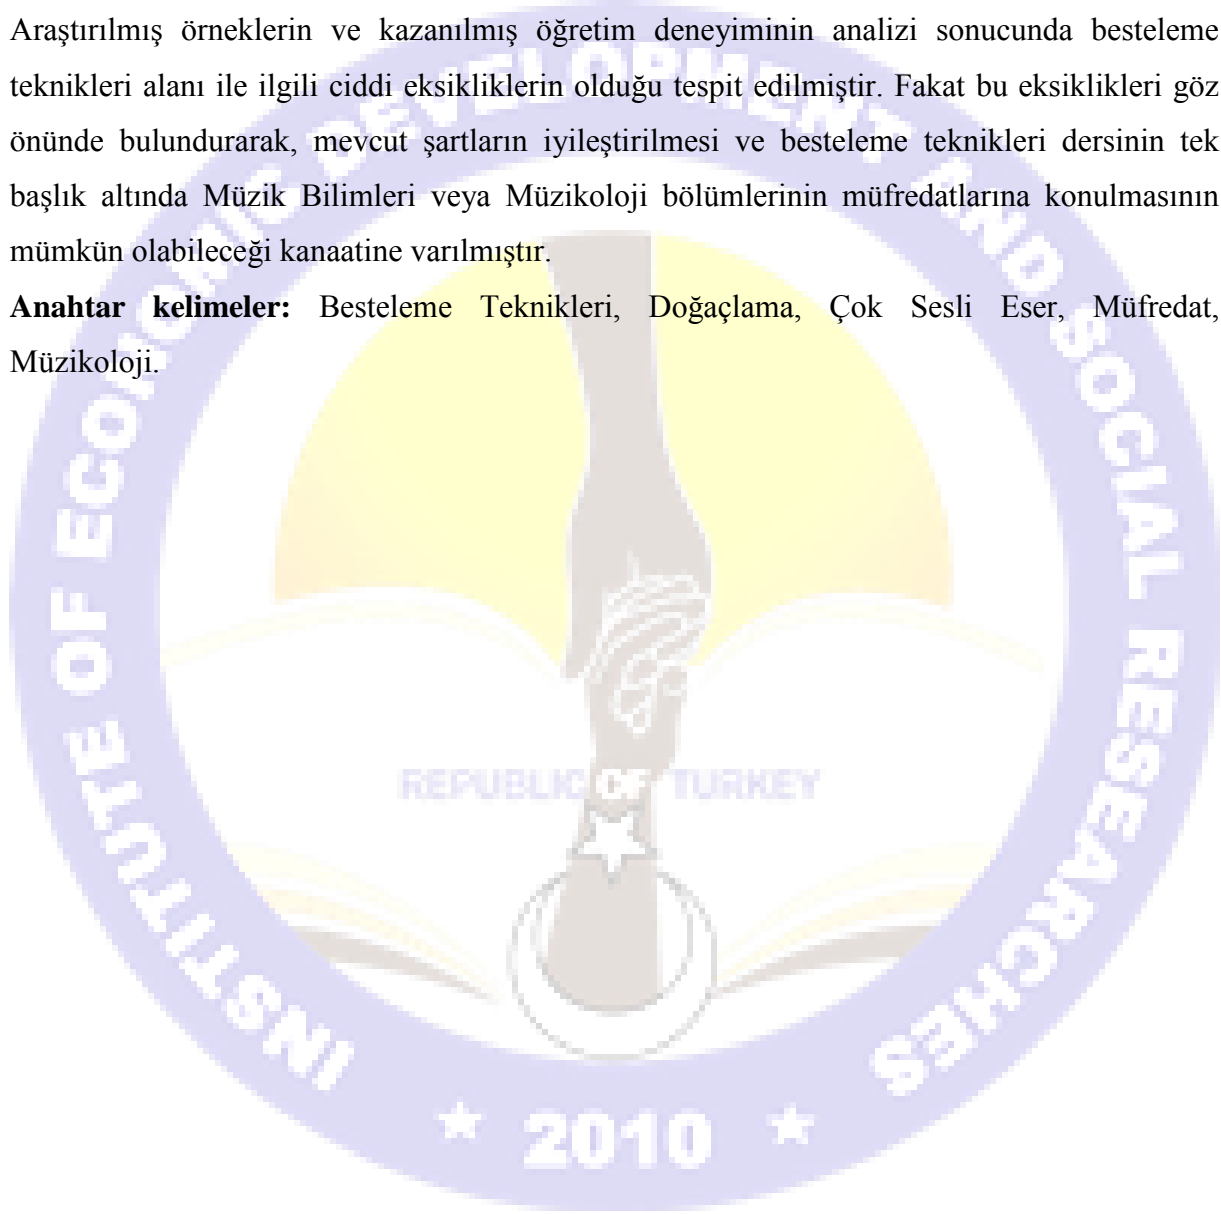 Araştırılmış örneklerin ve kazanılmış öğretim deneyiminin analizi sonucunda besteleme
teknikleri alanı ile ilgili ciddi eksikliklerin olduğu tespit edilmiştir. Fakat bu eksiklikleri göz
önünde bulundurarak, mevcut şartların iyileştirilmesi ve besteleme teknikleri dersinin tek
başlık altında Müzik Bilimleri veya Müzikoloji bölümlerinin müfredatlarına konulmasının
mümkün olabileceği kanaatine varılmıştır.
Anahtar kelimeler: Besteleme Teknikleri, Doğaçlama, Çok Sesli Eser, Müfredat,
Müzikoloji.
INSTITUTE OF ECONOMIC DEVELOPMENT AND SOCIAL RESEARCHES
REPUBLIC OF TURKEY
2010